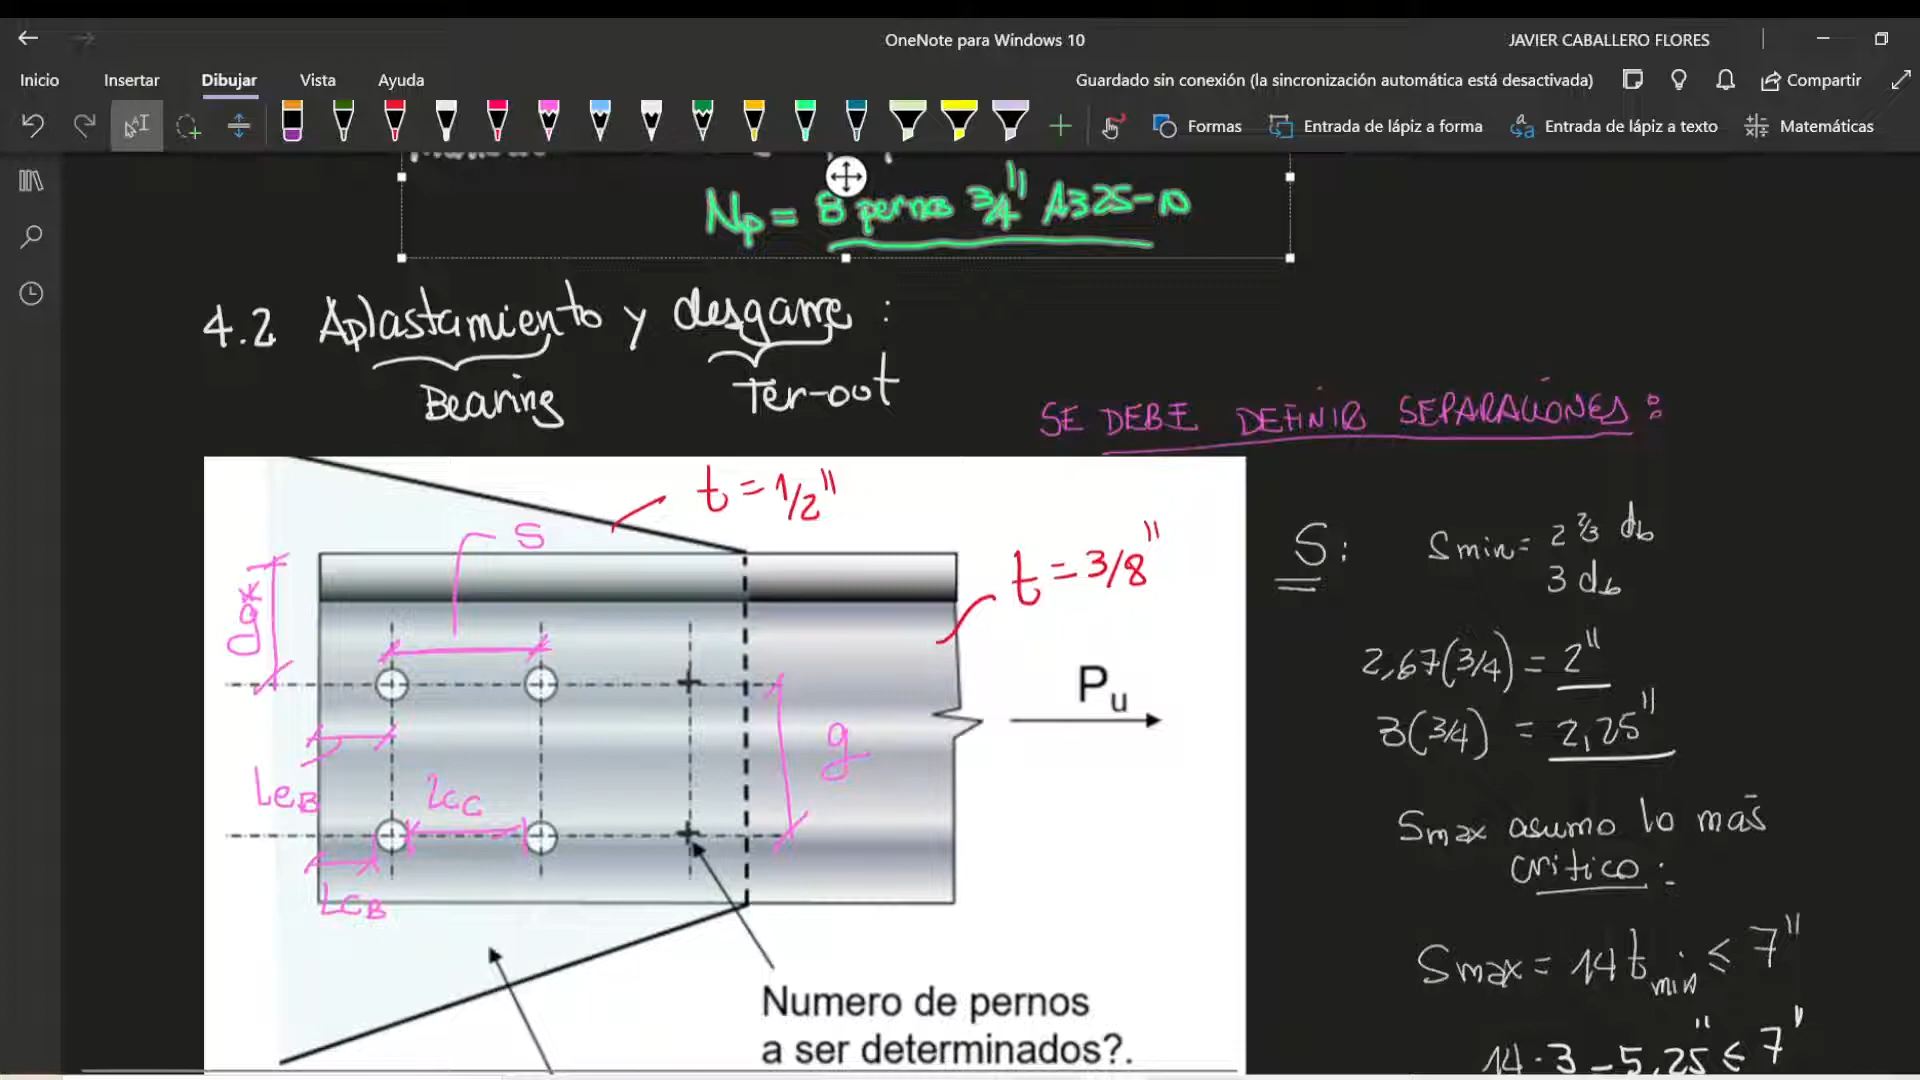 OneNote para Windows 10
JAVIER CABALLERO FLORES
Inicio Insertar Dibujar Vista Ayuda
Guardado sin conexión (la sincronización automática está desactivada)
Compartir
Formas Entrada de lápiz a forma Entrada de lápiz a texto Matemáticas
Np = 8 pernos 3/4" A325-N
4.2 Aplastamiento y desgarre :
Bearing Ter-out
SE DEBE DEFINIR SEPARACIONES :
t = 1/2"
S
t = 3/8"
S : Smin = 2 2/3 db
3 db
2,67(3/4) = 2"
Pu
3(3/4) = 2,25"
g
LeB
Lcc
LcB
Smax asumo lo más
crítico :
Smax = 14 tmin ≤ 7"
Numero de pernos
a ser determinados?.
14 · 3 = 5,25" ≤ 7"